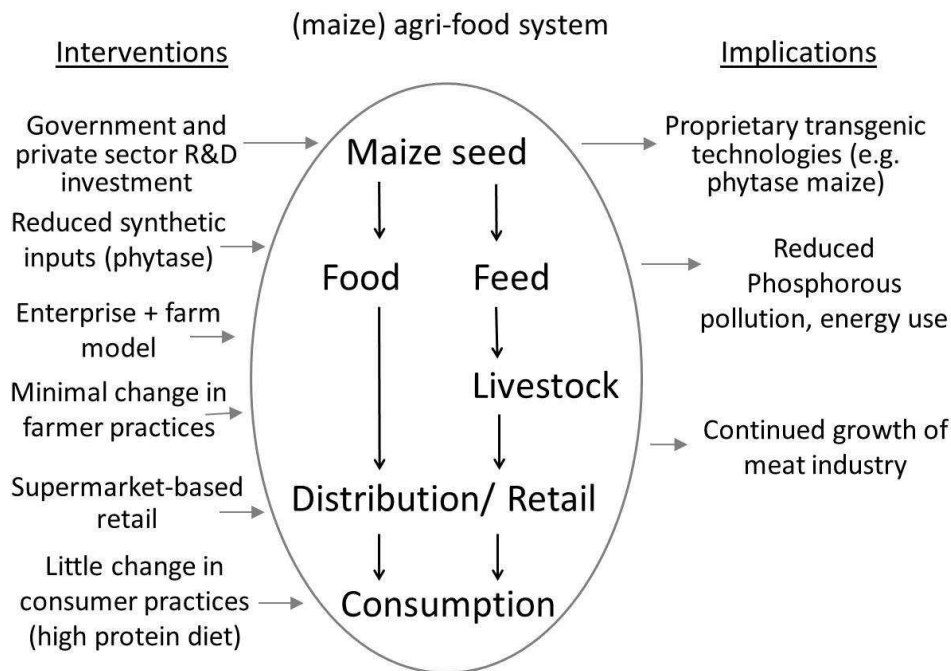 (maize) agri-food system
Interventions
Implications
Government and
private sector R&D
investment
Reduced synthetic
inputs (phytase)
Enterprise + farm
model
Minimal change in
farmer practices
Supermarket-based
retail
Little change in
consumer practices
(high protein diet)
Maize seed
Food
Feed
Livestock
Distribution/ Retail
Consumption
Proprietary transgenic
technologies (e.g.
phytase maize)
Reduced
Phosphorous
pollution, energy use
Continued growth of
meat industry